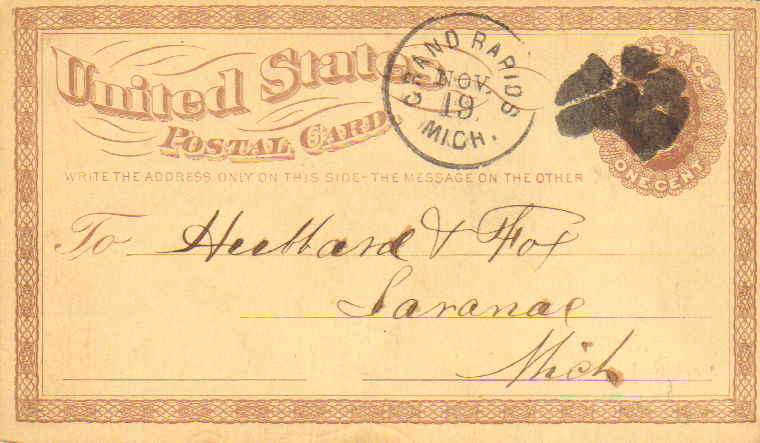 United States
POSTAL CARD.
GRAND RAPIDS
NOV.
19.
MICH.
POSTAGE
ONE CENT
WRITE THE ADDRESS ONLY ON THIS SIDE-THE MESSAGE ON THE OTHER
To Hubbard & Fox
Saranac
Mich.